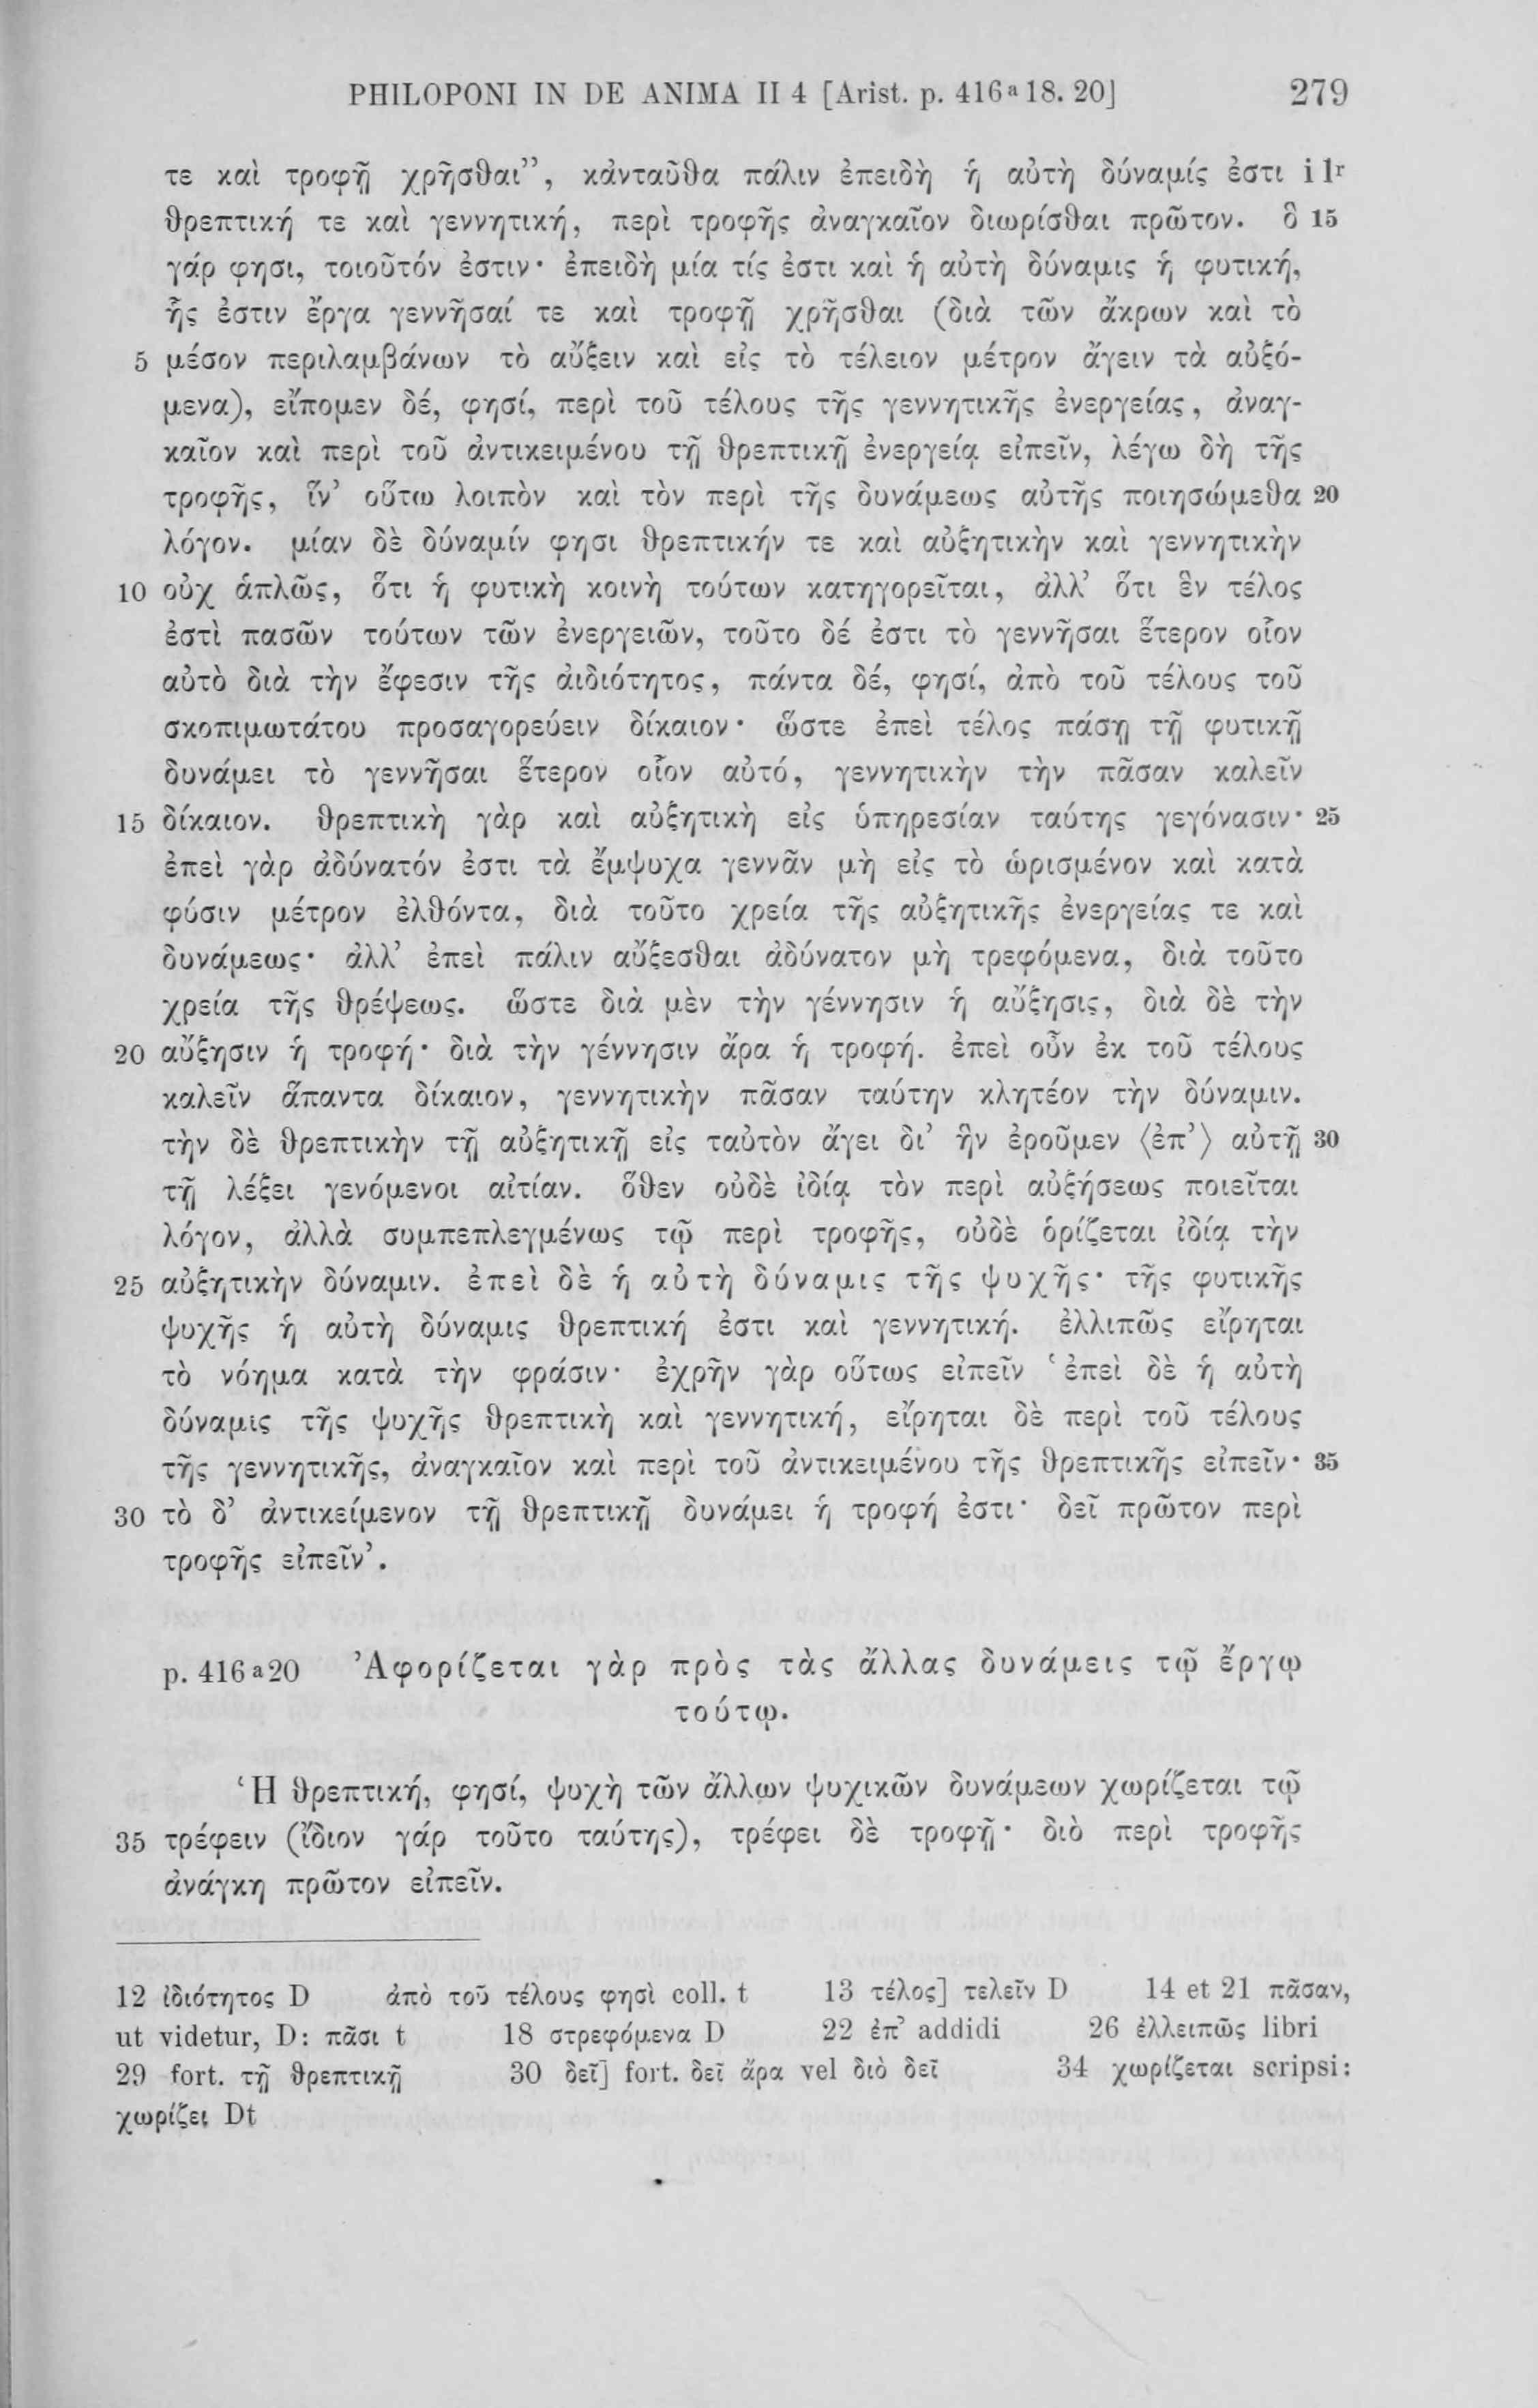 PHILOPONI IN DE ANIMA II 4 [Arist. p. 416ᵃ18. 20] 279
τε καὶ τροφῇ χρῆσθαι”, κἀνταῦθα πάλιν ἐπειδὴ ἡ αὐτὴ δύναμίς ἐστι i 1ʳ
θρεπτική τε καὶ γεννητική, περὶ τροφῆς ἀναγκαῖον διωρίσθαι πρῶτον. ὃ 15
γάρ φησι, τοιοῦτόν ἐστιν· ἐπειδὴ μία τίς ἐστι καὶ ἡ αὐτὴ δύναμις ἡ φυτική,
ἧς ἐστιν ἔργα γεννῆσαί τε καὶ τροφῇ χρῆσθαι (διὰ τῶν ἄκρων καὶ τὸ
5 μέσον περιλαμβάνων τὸ αὔξειν καὶ εἰς τὸ τέλειον μέτρον ἄγειν τὰ αὐξό-
μενα), εἴπομεν δέ, φησί, περὶ τοῦ τέλους τῆς γεννητικῆς ἐνεργείας, ἀναγ-
καῖον καὶ περὶ τοῦ ἀντικειμένου τῇ θρεπτικῇ ἐνεργείᾳ εἰπεῖν, λέγω δὴ τῆς
τροφῆς, ἵν’ οὕτω λοιπὸν καὶ τὸν περὶ τῆς δυνάμεως αὐτῆς ποιησώμεθα 20
λόγον. μίαν δὲ δύναμίν φησι θρεπτικήν τε καὶ αὐξητικὴν καὶ γεννητικὴν
10 οὐχ ἁπλῶς, ὅτι ἡ φυτικὴ κοινὴ τούτων κατηγορεῖται, ἀλλ’ ὅτι ἓν τέλος
ἐστὶ πασῶν τούτων τῶν ἐνεργειῶν, τοῦτο δέ ἐστι τὸ γεννῆσαι ἕτερον οἷον
αὐτὸ διὰ τὴν ἔφεσιν τῆς ἀιδιότητος, πάντα δέ, φησί, ἀπὸ τοῦ τέλους τοῦ
σκοπιμωτάτου προσαγορεύειν δίκαιον· ὥστε ἐπεὶ τέλος πάσῃ τῇ φυτικῇ
δυνάμει τὸ γεννῆσαι ἕτερον οἷον αὐτό, γεννητικὴν τὴν πᾶσαν καλεῖν
15 δίκαιον. θρεπτικὴ γὰρ καὶ αὐξητικὴ εἰς ὑπηρεσίαν ταύτης γεγόνασιν· 25
ἐπεὶ γὰρ ἀδύνατόν ἐστι τὰ ἔμψυχα γεννᾶν μὴ εἰς τὸ ὡρισμένον καὶ κατὰ
φύσιν μέτρον ἐλθόντα, διὰ τοῦτο χρεία τῆς αὐξητικῆς ἐνεργείας τε καὶ
δυνάμεως· ἀλλ’ ἐπεὶ πάλιν αὔξεσθαι ἀδύνατον μὴ τρεφόμενα, διὰ τοῦτο
χρεία τῆς θρέψεως. ὥστε διὰ μὲν τὴν γέννησιν ἡ αὔξησις, διὰ δὲ τὴν
20 αὔξησιν ἡ τροφή· διὰ τὴν γέννησιν ἄρα ἡ τροφή. ἐπεὶ οὖν ἐκ τοῦ τέλους
καλεῖν ἅπαντα δίκαιον, γεννητικὴν πᾶσαν ταύτην κλητέον τὴν δύναμιν.
τὴν δὲ θρεπτικὴν τῇ αὐξητικῇ εἰς ταὐτὸν ἄγει δι’ ἣν ἐροῦμεν ⟨ἐπ’⟩ αὐτῇ 30
τῇ λέξει γενόμενοι αἰτίαν. ὅθεν οὐδὲ ἰδίᾳ τὸν περὶ αὐξήσεως ποιεῖται
λόγον, ἀλλὰ συμπεπλεγμένως τῷ περὶ τροφῆς, οὐδὲ ὁρίζεται ἰδίᾳ τὴν
25 αὐξητικὴν δύναμιν. ἐπεὶ δὲ ἡ αὐτὴ δύναμις τῆς ψυχῆς· τῆς φυτικῆς
ψυχῆς ἡ αὐτὴ δύναμις θρεπτική ἐστι καὶ γεννητική. ἐλλιπῶς εἴρηται
τὸ νόημα κατὰ τὴν φράσιν· ἐχρῆν γὰρ οὕτως εἰπεῖν ‘ἐπεὶ δὲ ἡ αὐτὴ
δύναμις τῆς ψυχῆς θρεπτικὴ καὶ γεννητική, εἴρηται δὲ περὶ τοῦ τέλους
τῆς γεννητικῆς, ἀναγκαῖον καὶ περὶ τοῦ ἀντικειμένου τῆς θρεπτικῆς εἰπεῖν· 35
30 τὸ δ’ ἀντικείμενον τῇ θρεπτικῇ δυνάμει ἡ τροφή ἐστι· δεῖ πρῶτον περὶ
τροφῆς εἰπεῖν’.
p. 416ᵃ20 Ἀφορίζεται γὰρ πρὸς τὰς ἄλλας δυνάμεις τῷ ἔργῳ
τούτῳ.
Ἡ θρεπτική, φησί, ψυχὴ τῶν ἄλλων ψυχικῶν δυνάμεων χωρίζεται τῷ
35 τρέφειν (ἴδιον γάρ τοῦτο ταύτης), τρέφει δὲ τροφῇ· διὸ περὶ τροφῆς
ἀνάγκη πρῶτον εἰπεῖν.
12 ἰδιότητος D ἀπὸ τοῦ τέλους φησὶ coll. t 13 τέλος] τελεῖν D 14 et 21 πᾶσαν,
ut videtur, D: πᾶσι t 18 στρεφόμενα D 22 ἐπ’ addidi 26 ἐλλειπῶς libri
29 fort. τῇ θρεπτικῇ 30 δεῖ] fort. δεῖ ἄρα vel διὸ δεῖ 34 χωρίζεται scripsi:
χωρίζει Dt